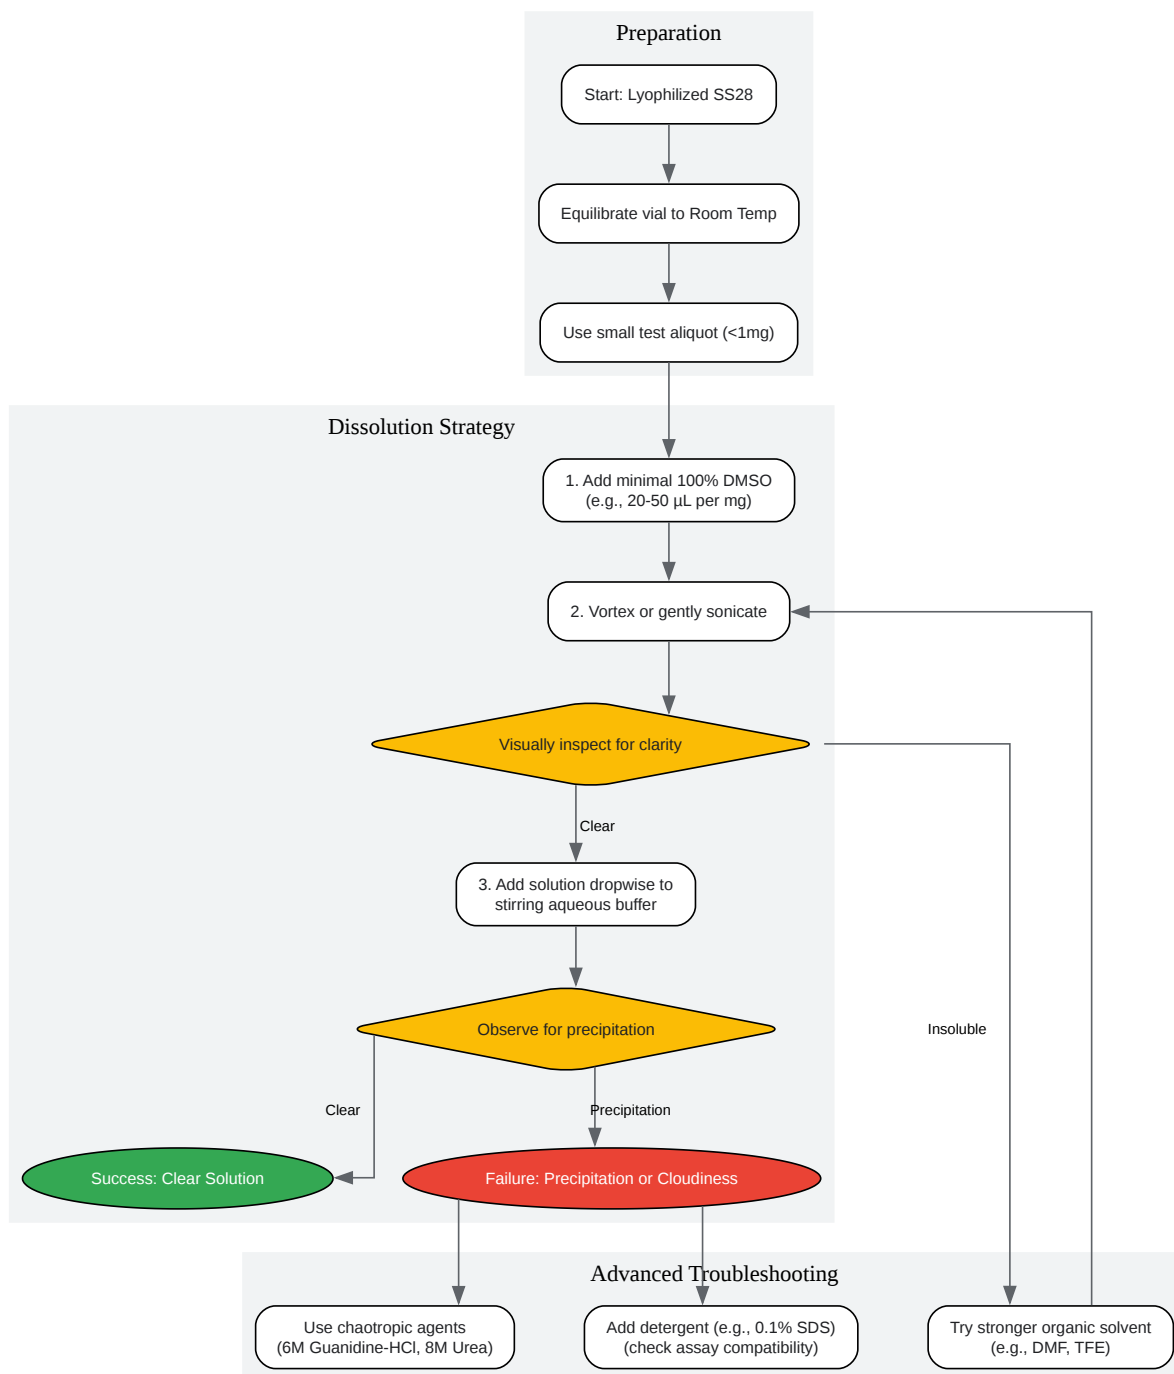 Preparation
Start: Lyophilized SS28
Equilibrate vial to Room Temp
Use small test aliquot (<1mg)
Dissolution Strategy
1. Add minimal 100% DMSO
(e.g., 20-50 µL per mg)
2. Vortex or gently sonicate
Visually inspect for clarity
Clear
3. Add solution dropwise to
stirring aqueous buffer
Observe for precipitation
Insoluble
Clear
Precipitation
Success: Clear Solution
Failure: Precipitation or Cloudiness
Advanced Troubleshooting
Use chaotropic agents
(6M Guanidine-HCl, 8M Urea)
Add detergent (e.g., 0.1% SDS)
(check assay compatibility)
Try stronger organic solvent
(e.g., DMF, TFE)